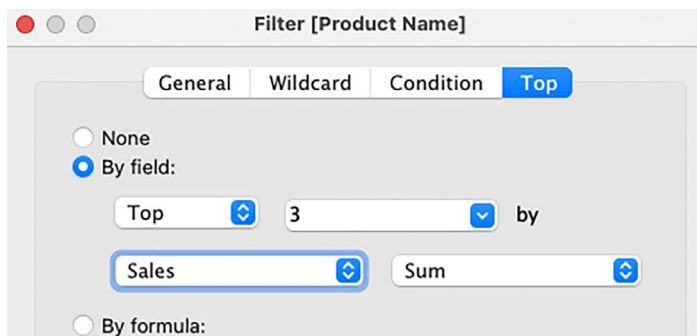 Filter [Product Name]
General Wildcard Condition Top
None
By field:
Top 3 by
Sales Sum
By formula: